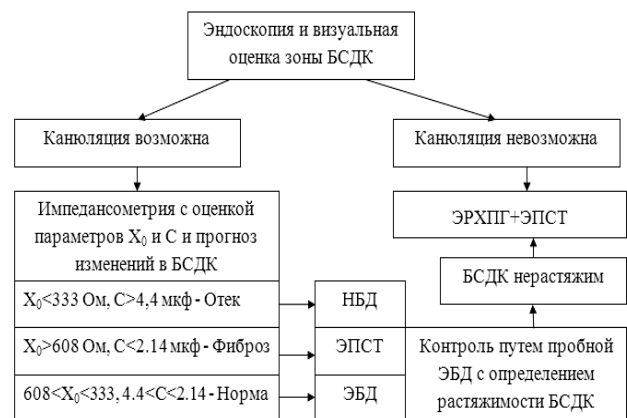 Эндоскопия и визуальная
оценка зоны БСДК
Канюляция возможна
Канюляция невозможна
Импедансометрия с оценкой
параметров X₀ и С и прогноз
изменений в БСДК
ЭРХПГ+ЭПСТ
БСДК нерастяжим
X₀<333 Ом, С>4,4 мкф - Отек
НБД
X₀>608 Ом, С<2.14 мкф - Фиброз
ЭПСТ
608<X₀<333, 4.4<С<2.14 - Норма
ЭБД
Контроль путем пробной
ЭБД с определением
растяжимости БСДК